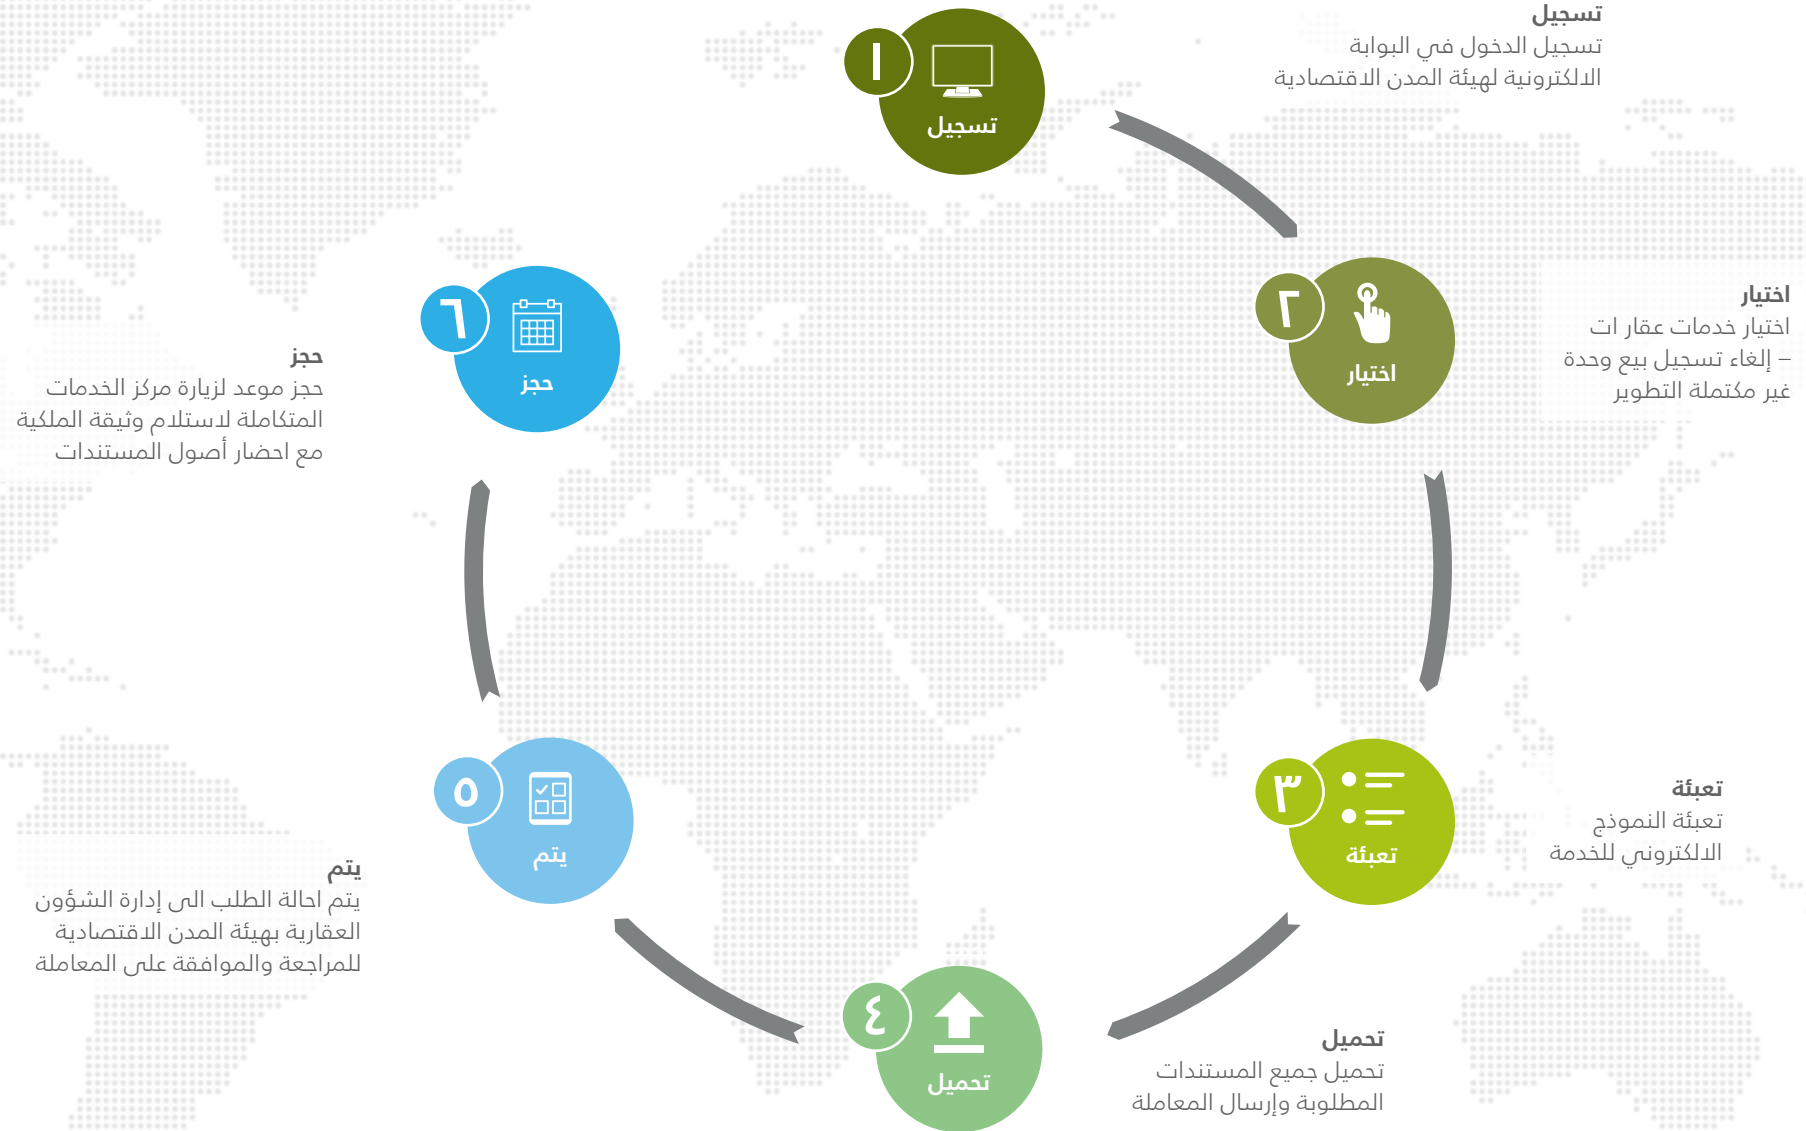 ١
تسجيل
تسجيل
تسجيل الدخول في البوابة
الالكترونية لهيئة المدن الاقتصادية
٢
اختيار
اختيار
اختيار خدمات عقار ات
– إلغاء تسجيل بيع وحدة
غير مكتملة التطوير
٣
تعبئة
تعبئة
تعبئة النموذج
الالكتروني للخدمة
٤
تحميل
تحميل
تحميل جميع المستندات
المطلوبة وإرسال المعاملة
٥
يتم
يتم
يتم احالة الطلب الى إدارة الشؤون
العقارية بهيئة المدن الاقتصادية
للمراجعة والموافقة على المعاملة
٦
حجز
حجز
حجز موعد لزيارة مركز الخدمات
المتكاملة لاستلام وثيقة الملكية
مع احضار أصول المستندات